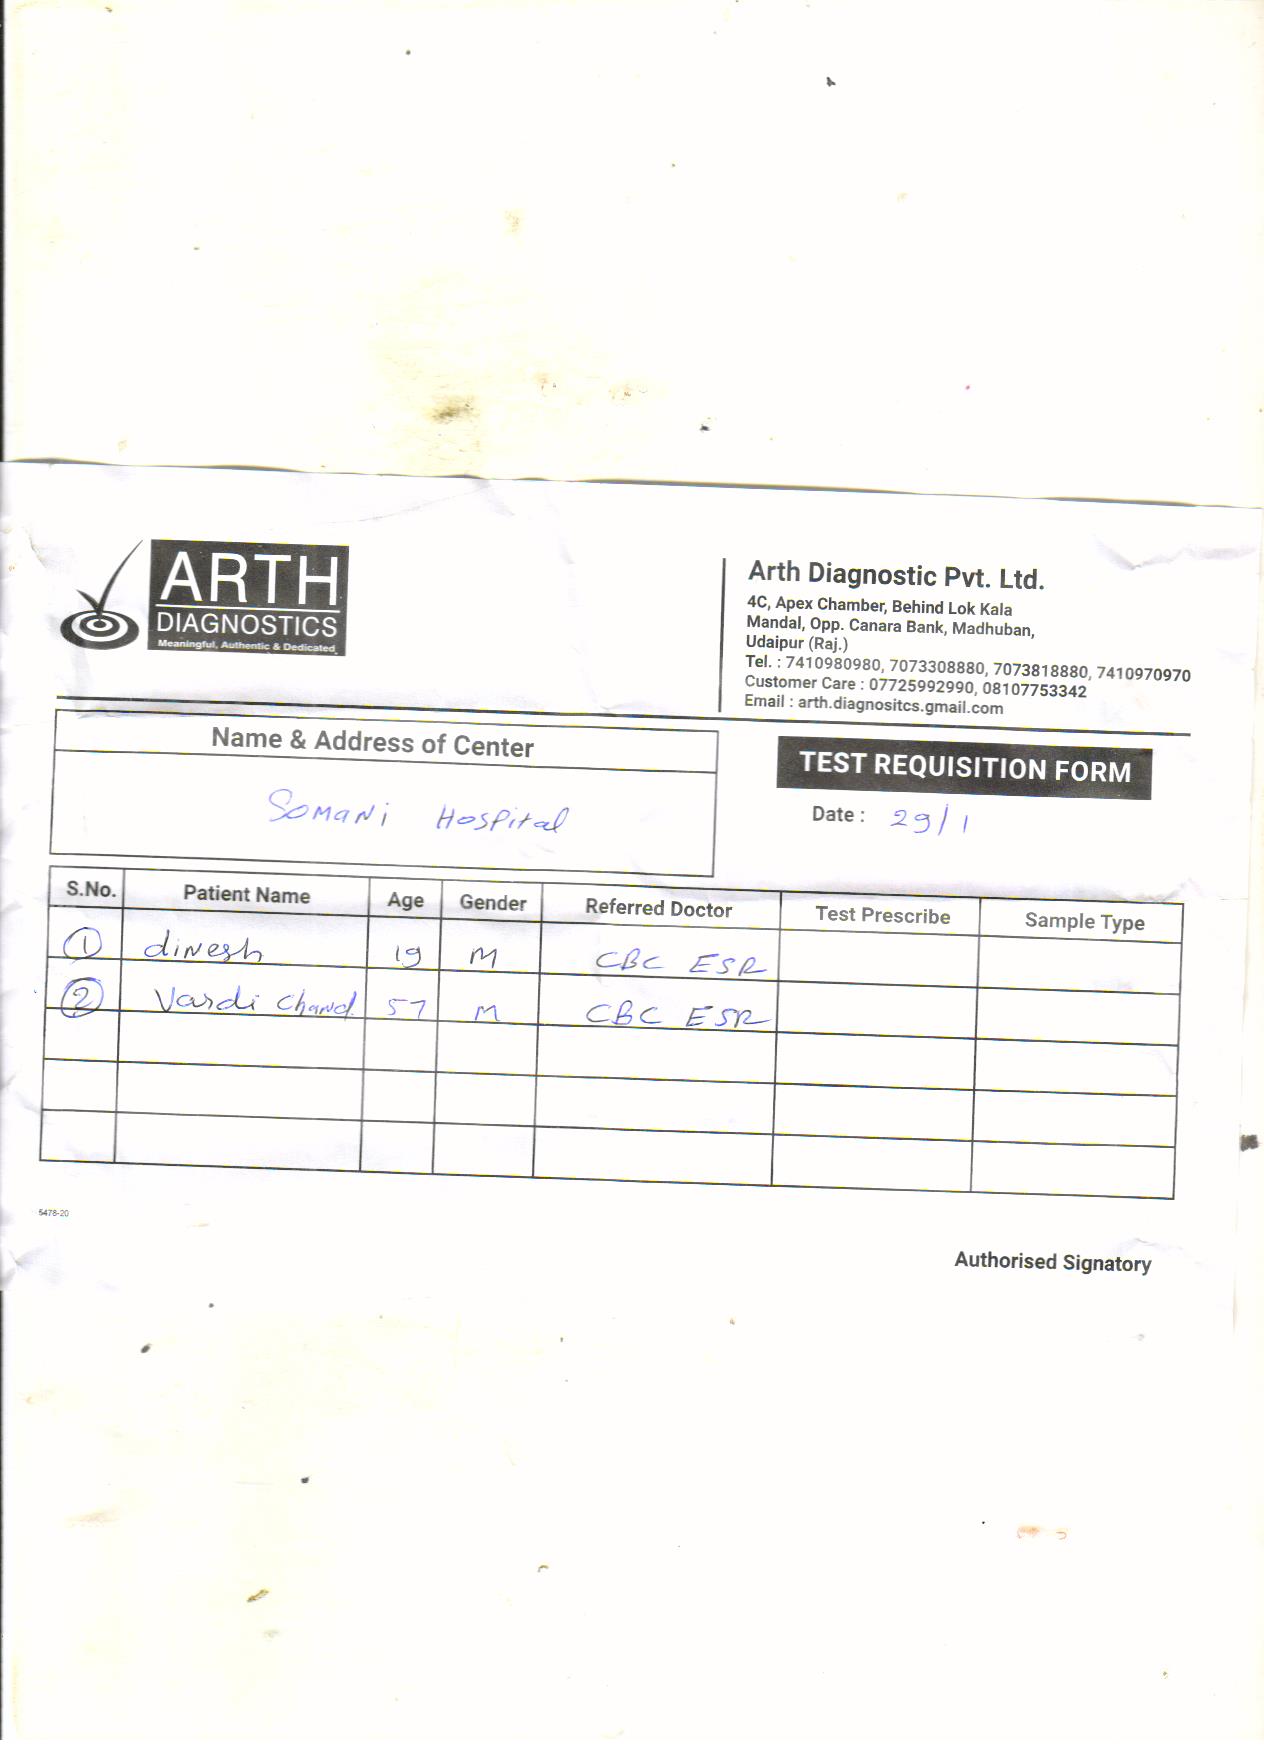 ARTH
DIAGNOSTICS
Meaningful, Authentic & Dedicated
Arth Diagnostic Pvt. Ltd.
4C, Apex Chamber, Behind Lok Kala
Mandal, Opp. Canara Bank, Madhuban,
Udaipur (Raj.)
Tel. : 7410980980, 7073308880, 7073818880, 7410970970
Customer Care : 07725992990, 08107753342
Email : arth.diagnositcs.gmail.com
Name & Address of Center
Somani Hospital
TEST REQUISITION FORM
Date : 29/1
S.No. Patient Name Age Gender Referred Doctor Test Prescribe Sample Type
1 dinesh 19 M CBC ESR
2 Vardi Chand 57 M CBC ESR
5478-20
Authorised Signatory